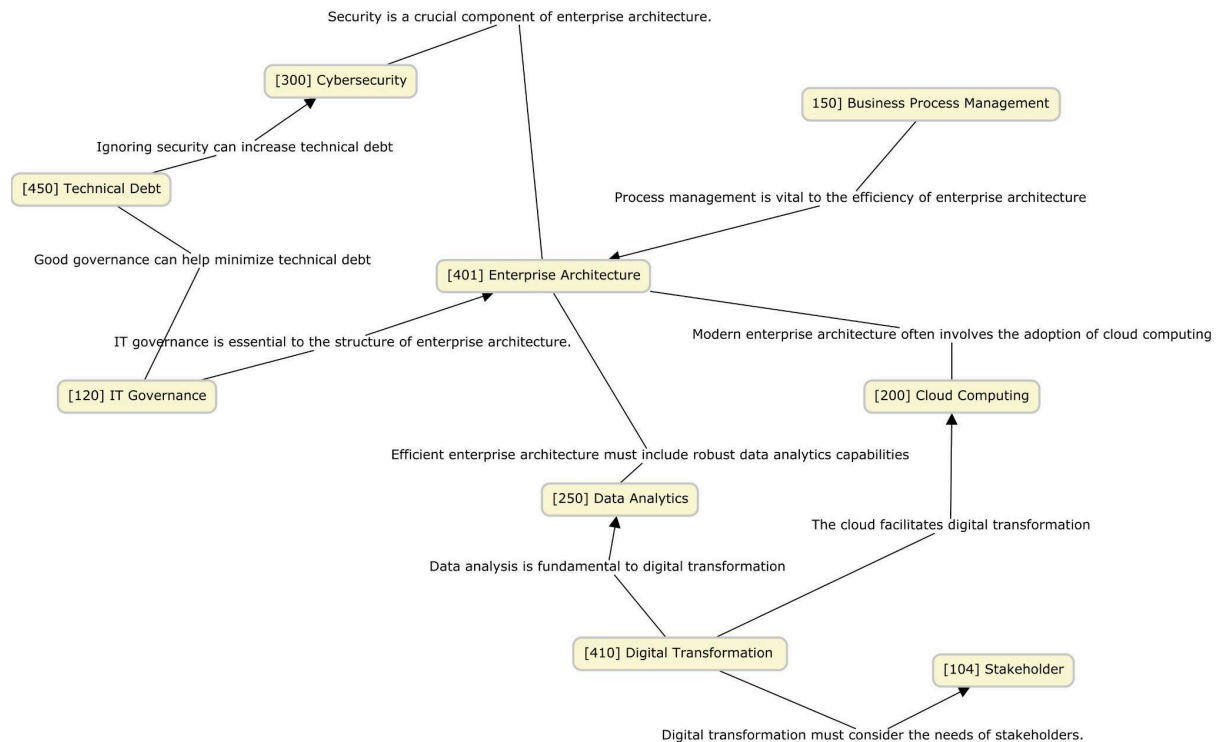 Security is a crucial component of enterprise architecture.
[300] Cybersecurity
150] Business Process Management
Ignoring security can increase technical debt
[450] Technical Debt
Process management is vital to the efficiency of enterprise architecture
Good governance can help minimize technical debt
[401] Enterprise Architecture
Modern enterprise architecture often involves the adoption of cloud computing
IT governance is essential to the structure of enterprise architecture.
[120] IT Governance
[200] Cloud Computing
Efficient enterprise architecture must include robust data analytics capabilities
[250] Data Analytics
The cloud facilitates digital transformation
Data analysis is fundamental to digital transformation
[410] Digital Transformation
[104] Stakeholder
Digital transformation must consider the needs of stakeholders.